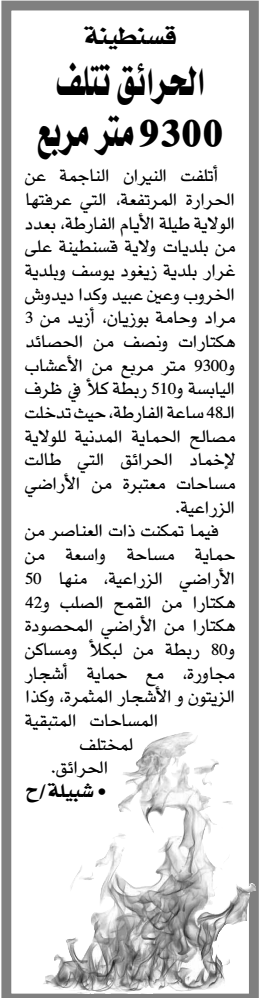 قسنطينة
الحرائق تتلف
9300 متر مربع
أتلفت النيران الناجمة عن
الحرارة المرتفعة، التي عرفتها
الولاية طيلة الأيام الفارطة، بعدد
من بلديات ولاية قسنطينة على
غرار بلدية زيغود يوسف وبلدية
الخروب وعين عبيد وكدا ديدوش
مراد وحامة بوزيان، أزيد من 3
هكتارات ونصف من الحصائد
و9300 متر مربع من الأعشاب
اليابسة و510 ربطة كلأ في ظرف
الـ48 ساعة الفارطة، حيث تدخلت
مصالح الحماية المدنية للولاية
لإخماد الحرائق التي طالت
مساحات معتبرة من الأراضي
الزراعية.
فيما تمكنت ذات العناصر من
حماية مساحة واسعة من
الأراضي الزراعية، منها 50
هكتارا من القمح الصلب و42
هكتارا من الأراضي المحصودة
و80 ربطة من لبكلأ ومساكن
مجاورة، مع حماية أشجار
الزيتون و الأشجار المثمرة، وكذا
المساحات المتبقية
لمختلف
الحرائق.
• شبيلة/ح